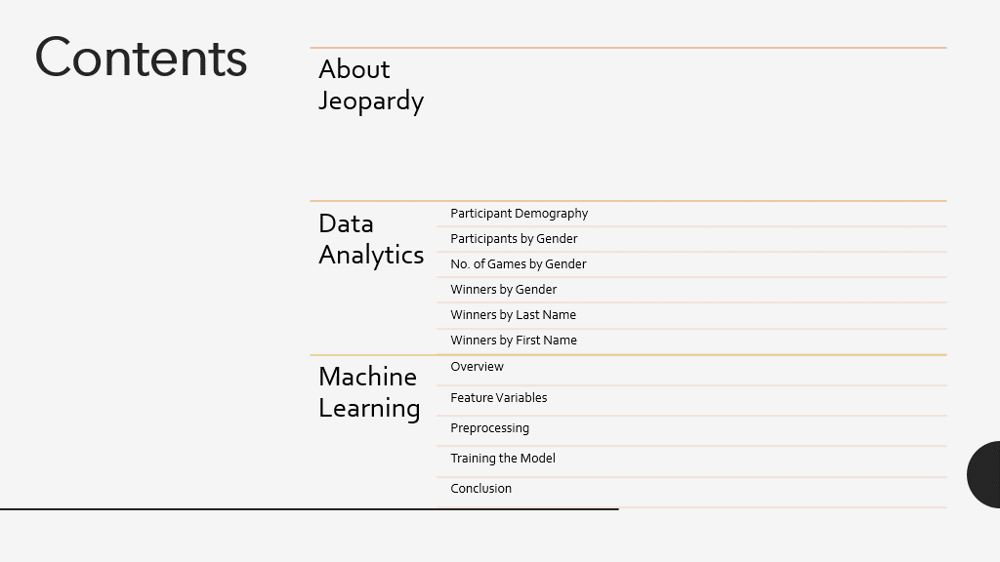 Contents
About
Jeopardy
Data
Analytics
Participant Demography
Participants by Gender
No. of Games by Gender
Winners by Gender
Winners by Last Name
Winners by First Name
Machine
Learning
Overview
Feature Variables
Preprocessing
Training the Model
Conclusion